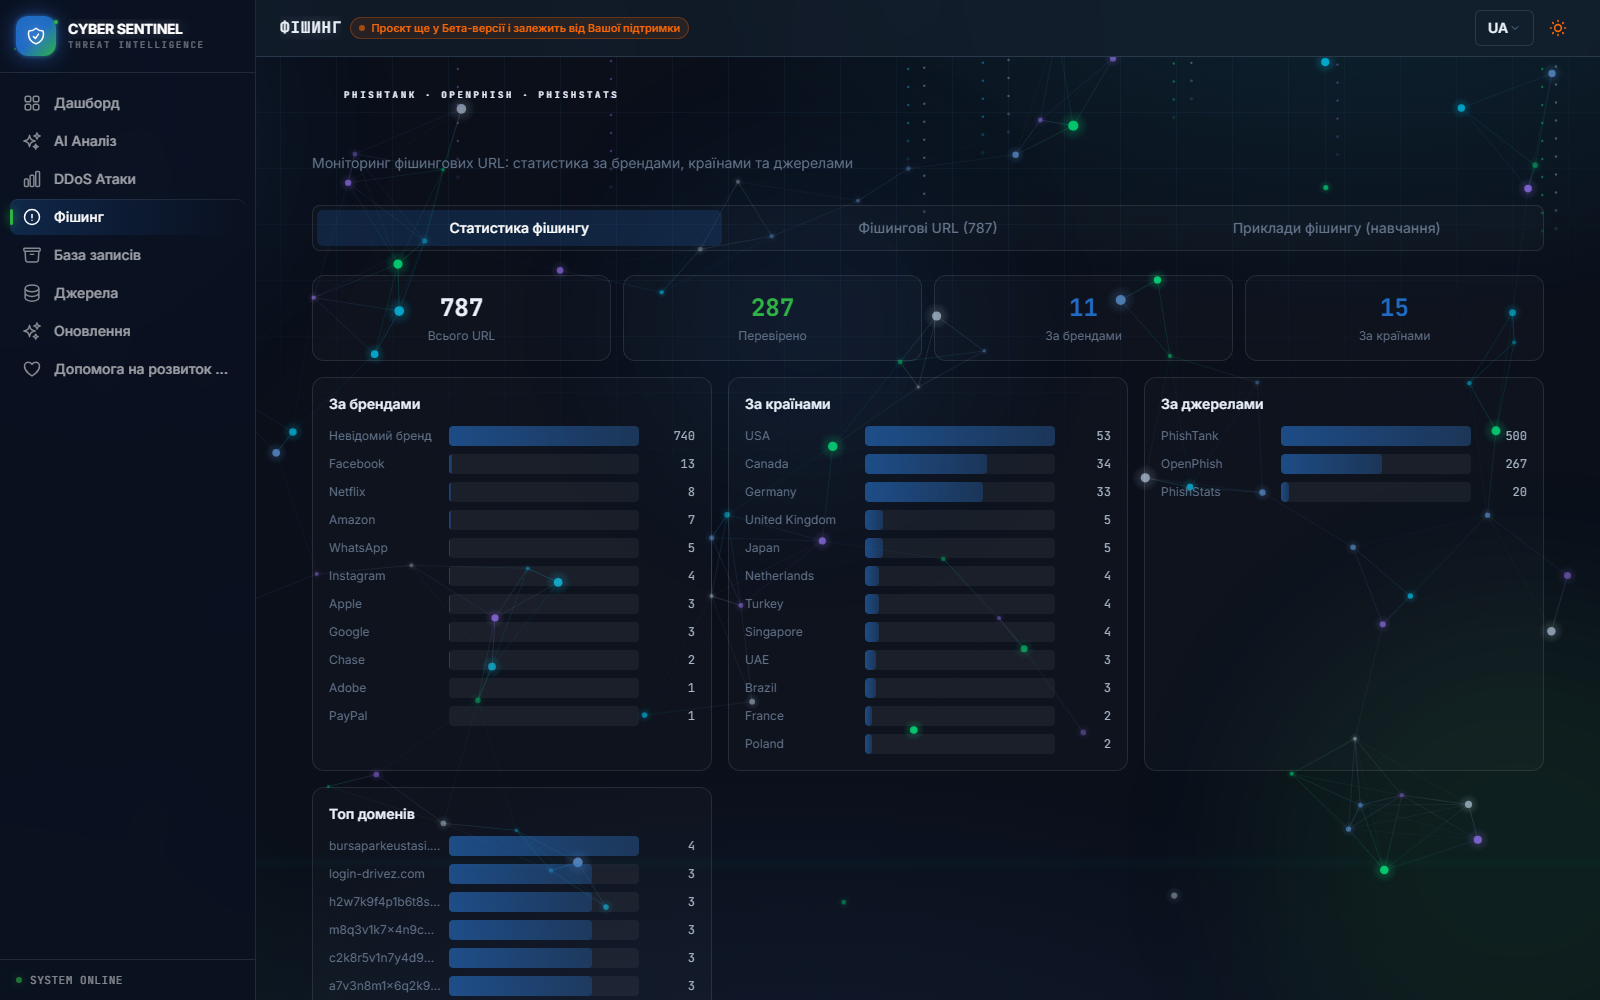 CYBER SENTINEL
THREAT INTELLIGENCE
Дашборд
AI Аналіз
DDoS Атаки
Фішинг
База записів
Джерела
Оновлення
Допомога на розвиток ...
SYSTEM ONLINE
ФІШИНГ
Проєкт ще у Бета-версії і залежить від Вашої підтримки
UA
PHISHTANK · OPENPHISH · PHISHSTATS
Моніторинг фішингових URL: статистика за брендами, країнами та джерелами
Статистика фішингу
Фішингові URL (787)
Приклади фішингу (навчання)
787
Всього URL
287
Перевірено
11
За брендами
15
За країнами
За брендами
Невідомий бренд 740
Facebook 13
Netflix 8
Amazon 7
WhatsApp 5
Instagram 4
Apple 3
Google 3
Chase 2
Adobe 1
PayPal 1
За країнами
USA 53
Canada 34
Germany 33
United Kingdom 5
Japan 5
Netherlands 4
Turkey 4
Singapore 4
UAE 3
Brazil 3
France 2
Poland 2
За джерелами
PhishTank 500
OpenPhish 267
PhishStats 20
Топ доменів
bursaparkeustasi.... 4
login-drivez.com 3
h2w7k9f4p1b6t8s... 3
m8q3v1k7x4n9c... 3
c2k8r5v1n7y4d9... 3
a7v3n8m1x6q2k9... 3